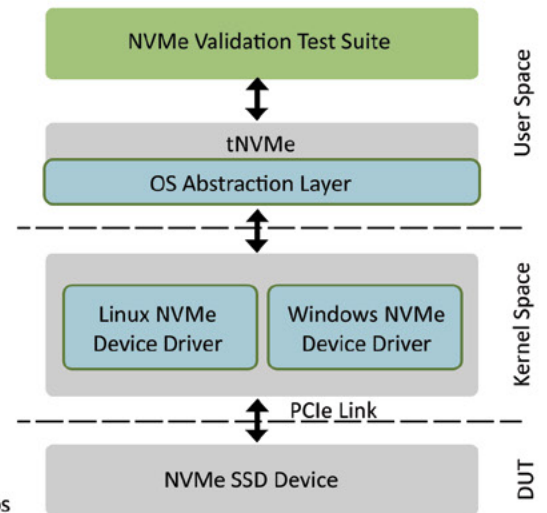 NVMe Validation Test Suite
User Space
tNVMe
OS Abstraction Layer
Linux NVMe
Device Driver
Windows NVMe
Device Driver
Kernel Space
PCIe Link
NVMe SSD Device
DUT